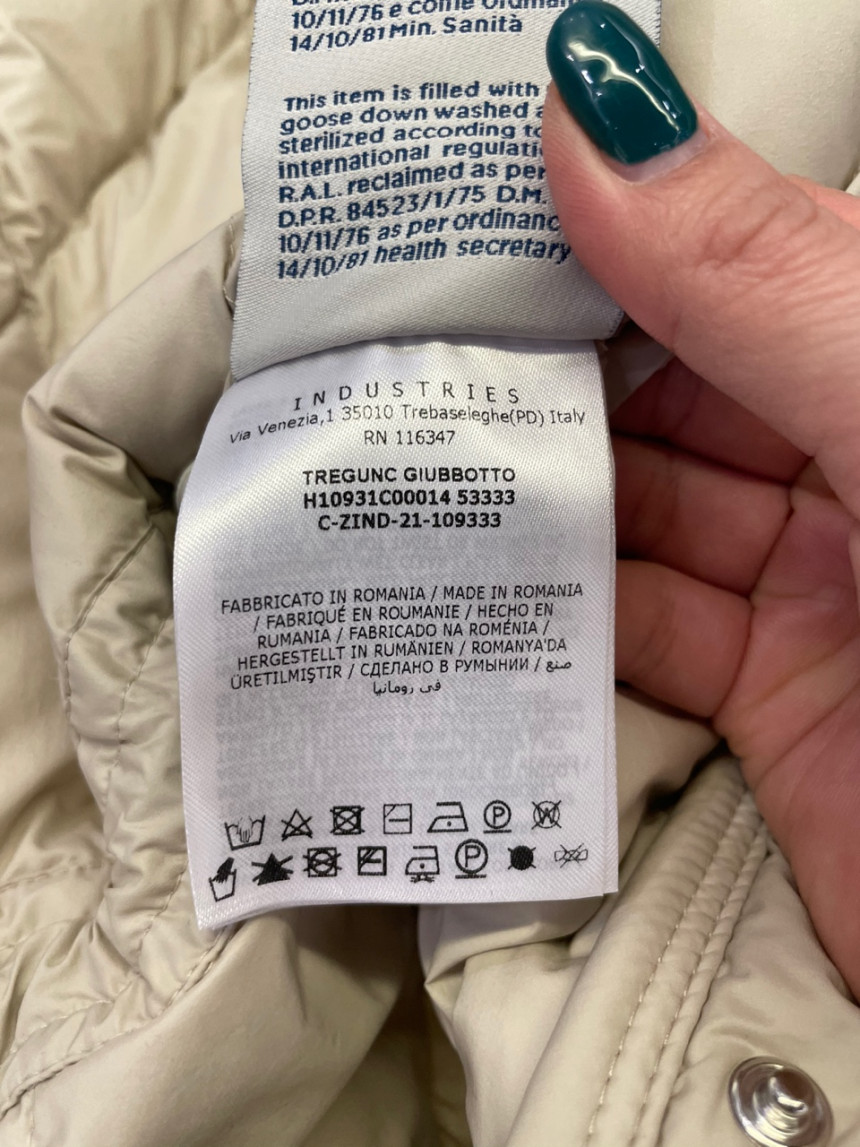 10/11/76 e come
14/10/81 Min. Sanità
This item is filled with
goose down washed
sterilized according to
international
R.A.L. reclaimed as per
D.P.R. 84523/1/75 D.M.
10/11/76 as per
14/10/81 health secretary
INDUSTRIES
Via Venezia,1 35010 Trebaseleghe(PD) Italy
RN 116347
TREGUNC GIUBBOTTO
H10931C00014 53333
C-ZIND-21-109333
FABBRICATO IN ROMANIA / MADE IN ROMANIA
/ FABRIQUÉ EN ROUMANIE / HECHO EN
RUMANIA / FABRICADO NA ROMÉNIA /
HERGESTELLT IN RUMÄNIEN / ROMANYA'DA
ÜRETILMIŞTIR / СДЕЛАНО В РУМЫНИИ / صنع
في رومانيا
P W
P